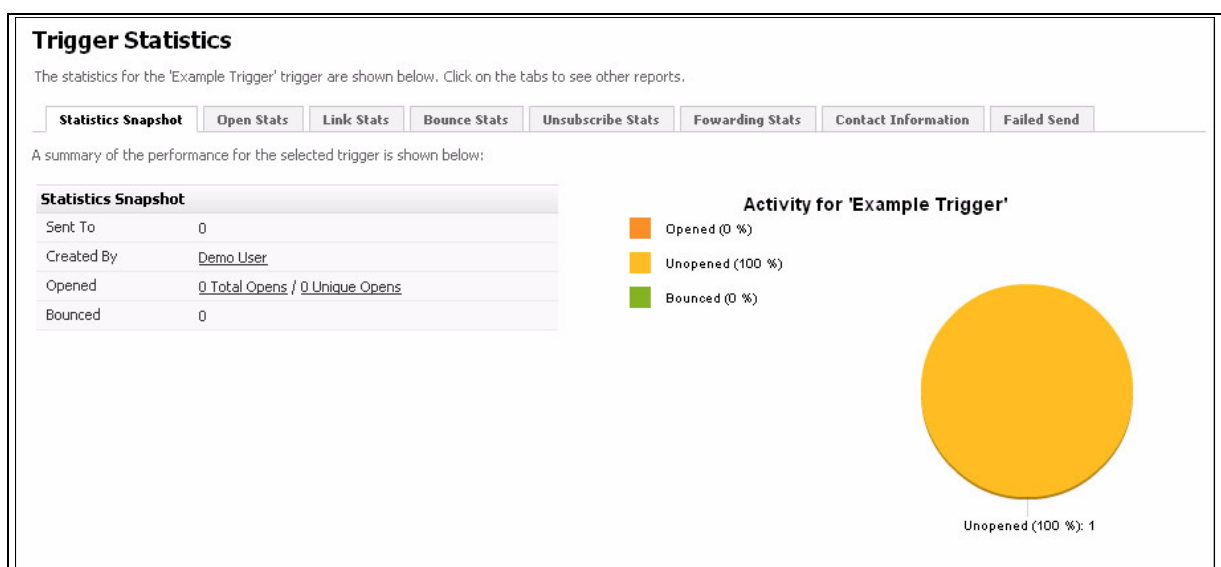 Trigger Statistics
The statistics for the 'Example Trigger' trigger are shown below. Click on the tabs to see other reports.
Statistics Snapshot Open Stats Link Stats Bounce Stats Unsubscribe Stats Fowarding Stats Contact Information Failed Send
A summary of the performance for the selected trigger is shown below:
Statistics Snapshot
Sent To 0
Created By Demo User
Opened 0 Total Opens / 0 Unique Opens
Bounced 0
Activity for 'Example Trigger'
Opened (0 %)
Unopened (100 %)
Bounced (0 %)
Unopened (100 %): 1